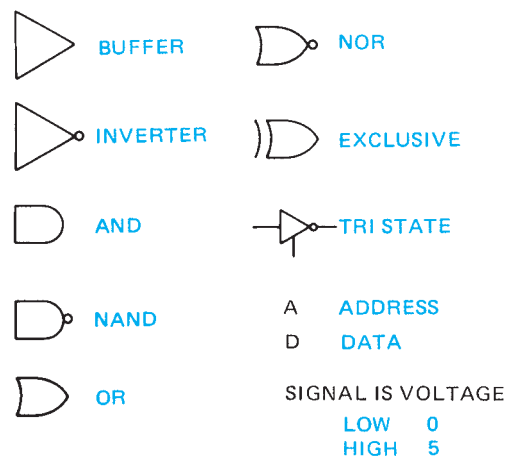 BUFFER
INVERTER
AND
NAND
OR
NOR
EXCLUSIVE
TRI STATE
A ADDRESS
D DATA
SIGNAL IS VOLTAGE
LOW 0
HIGH 5